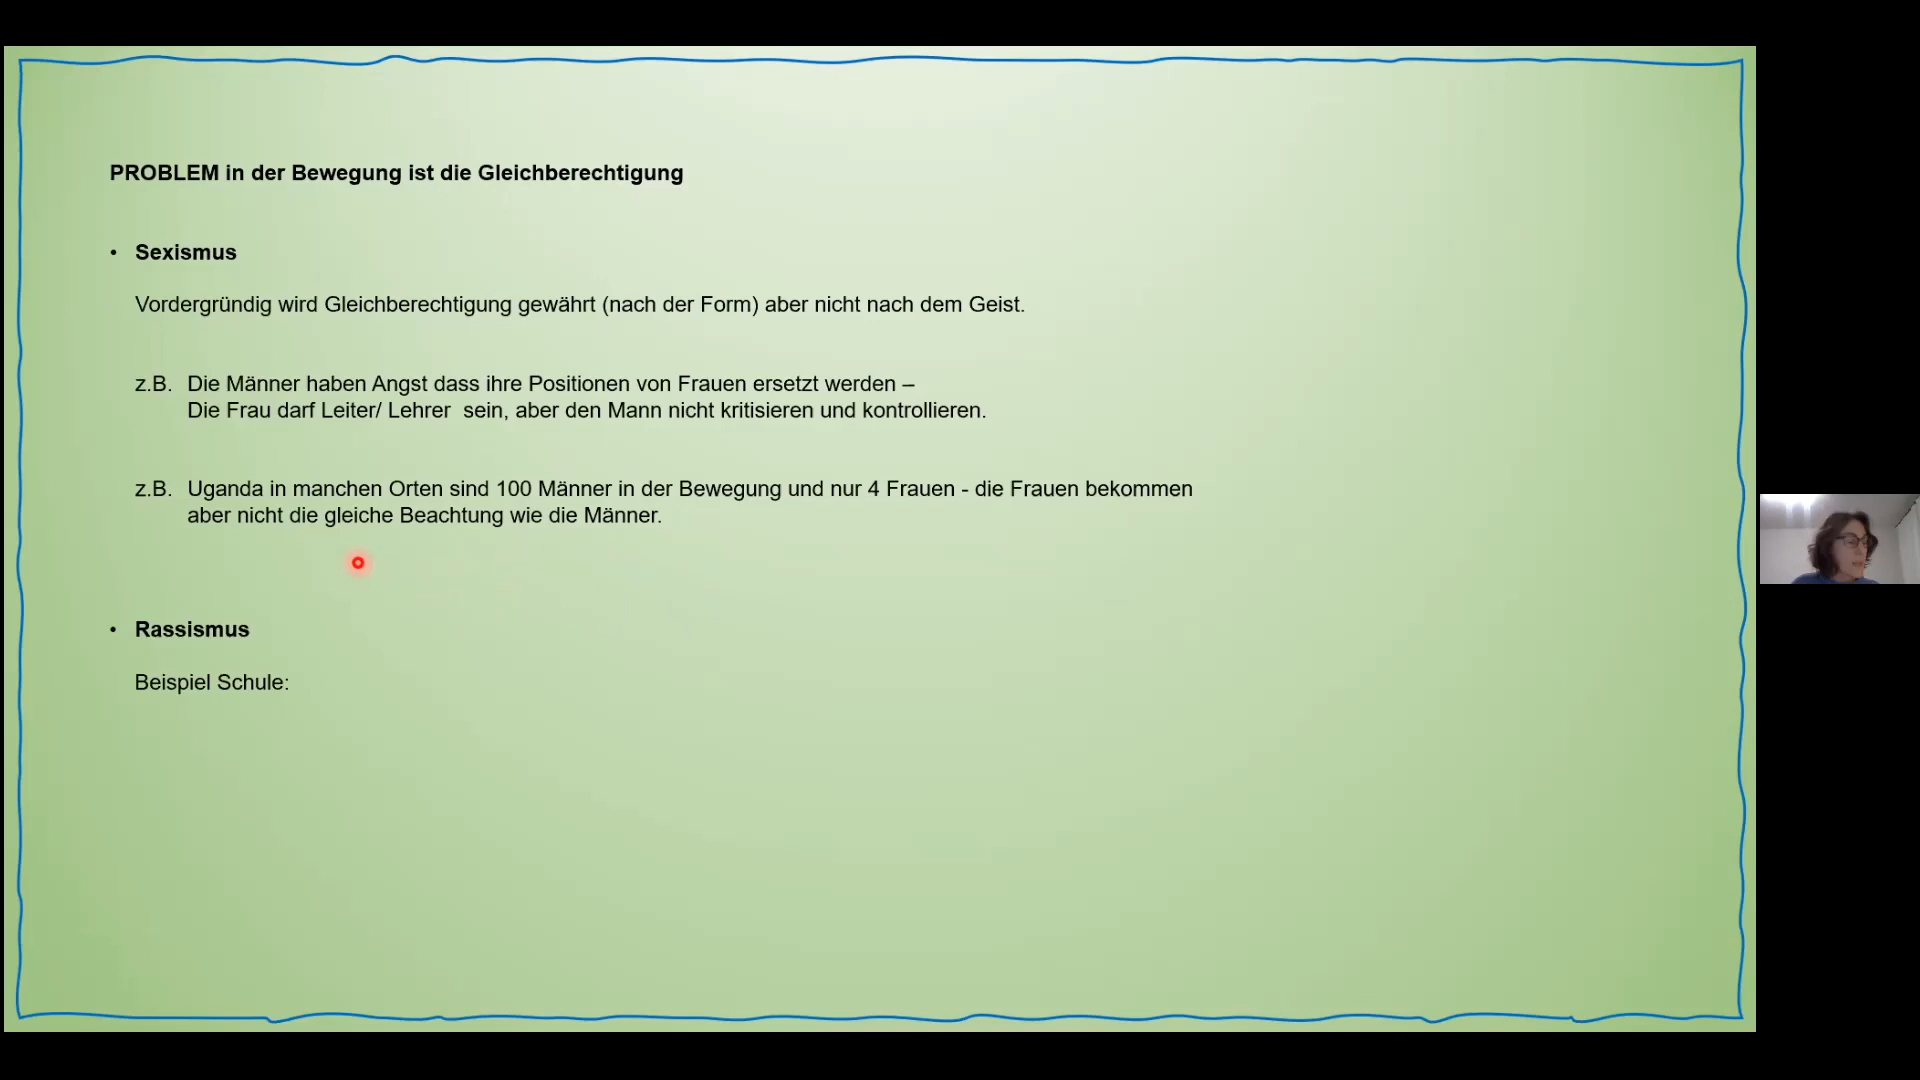 PROBLEM in der Bewegung ist die Gleichberechtigung
• Sexismus
Vordergründig wird Gleichberechtigung gewährt (nach der Form) aber nicht nach dem Geist.
z.B. Die Männer haben Angst dass ihre Positionen von Frauen ersetzt werden –
Die Frau darf Leiter/ Lehrer  sein, aber den Mann nicht kritisieren und kontrollieren.
z.B. Uganda in manchen Orten sind 100 Männer in der Bewegung und nur 4 Frauen - die Frauen bekommen
aber nicht die gleiche Beachtung wie die Männer.
• Rassismus
Beispiel Schule: